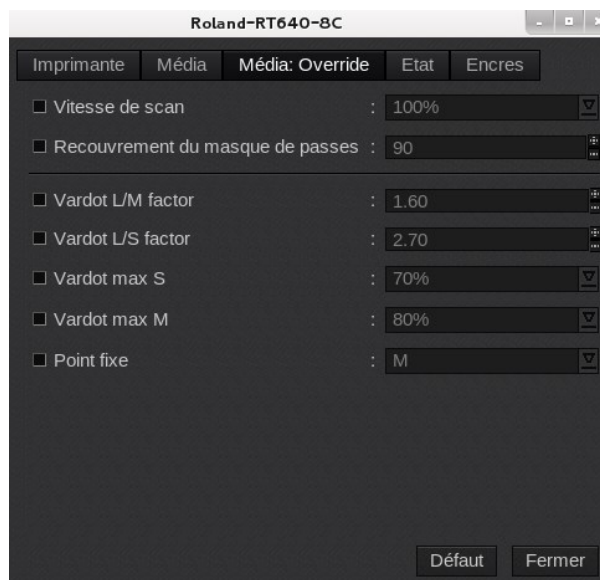 Roland-RT640-8C
Imprimante Média Média: Override Etat Encres
Vitesse de scan : 100%
Recouvrement du masque de passes : 90
Vardot L/M factor : 1.60
Vardot L/S factor : 2.70
Vardot max S : 70%
Vardot max M : 80%
Point fixe : M
Défaut Fermer